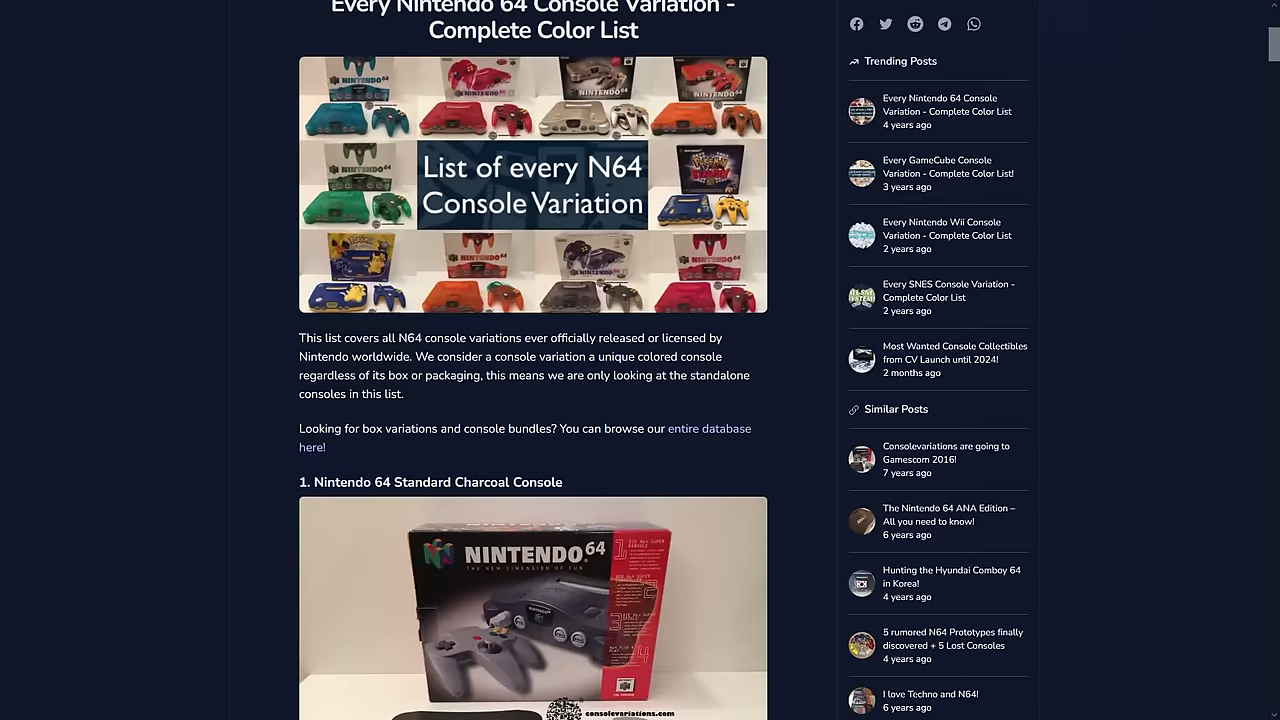 Every Nintendo 64 Console Variation -
Complete Color List
List of every N64
Console Variation
This list covers all N64 console variations ever officially released or licensed by
Nintendo worldwide. We consider a console variation a unique colored console
regardless of its box or packaging, this means we are only looking at the standalone
consoles in this list.
Looking for box variations and console bundles? You can browse our entire database
here!
1. Nintendo 64 Standard Charcoal Console
NINTENDO 64
THE NEW DIMENSION OF FUN
1
2
3
4
consolevariations.com
Trending Posts
Every Nintendo 64 Console
Variation - Complete Color List
4 years ago
Every GameCube Console
Variation - Complete Color List!
3 years ago
Every Nintendo Wii Console
Variation - Complete Color List
2 years ago
Every SNES Console Variation -
Complete Color List
2 years ago
Most Wanted Console Collectibles
from CV Launch until 2024!
2 months ago
Similar Posts
Consolevariations are going to
Gamescom 2016!
7 years ago
The Nintendo 64 ANA Edition –
All you need to know!
6 years ago
Hunting the Hyundai Comboy 64
4 years ago
5 rumored N64 Prototypes finally
uncovered + 5 Lost Consoles
4 years ago
I love Techno and N64!
6 years ago